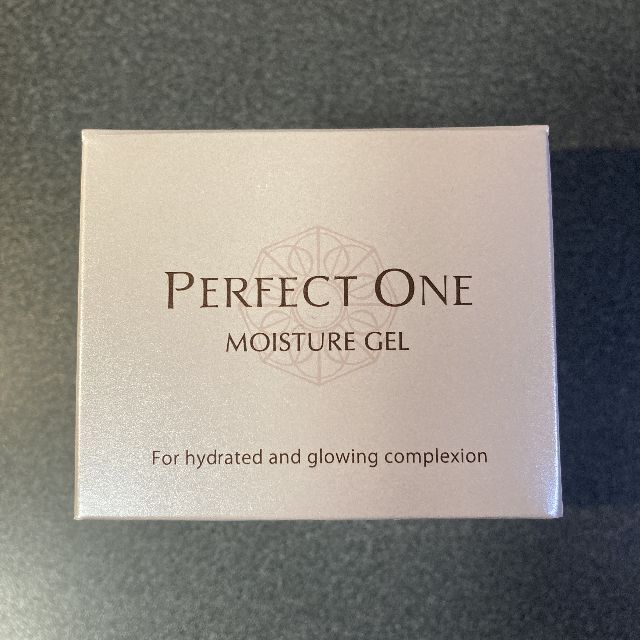 PERFECT ONE
MOISTURE GEL
For hydrated and glowing complexion